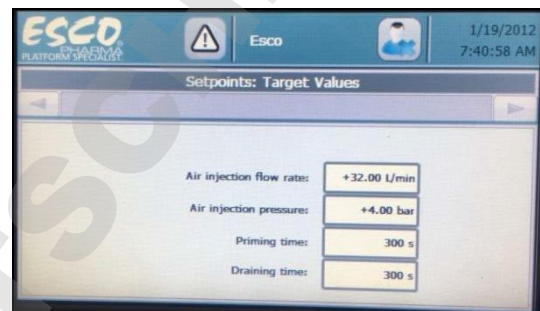 ESCO
PHARMA
PLATFORM SPECIALIST
Esco
1/19/2012
7:40:58 AM
Setpoints: Target Values
Air injection flow rate: +32.00 L/min
Air injection pressure: +4.00 bar
Priming time: 300 s
Draining time: 300 s